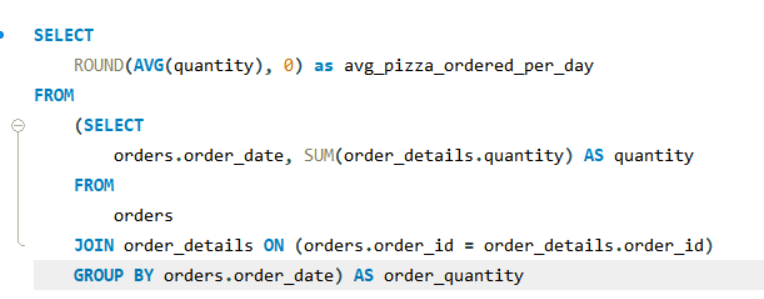 SELECT
ROUND(AVG(quantity), 0) as avg_pizza_ordered_per_day
FROM
(SELECT
orders.order_date, SUM(order_details.quantity) AS quantity
FROM
orders
JOIN order_details ON (orders.order_id = order_details.order_id)
GROUP BY orders.order_date) AS order_quantity